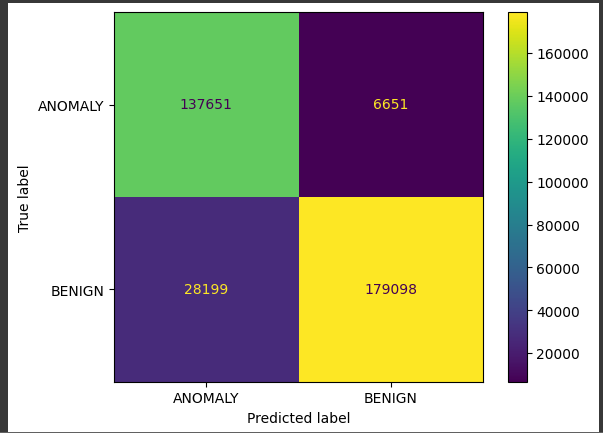 ANOMALY 137651 6651
BENIGN 28199 179098
ANOMALY BENIGN
Predicted label
True label
160000
140000
120000
100000
80000
60000
40000
20000